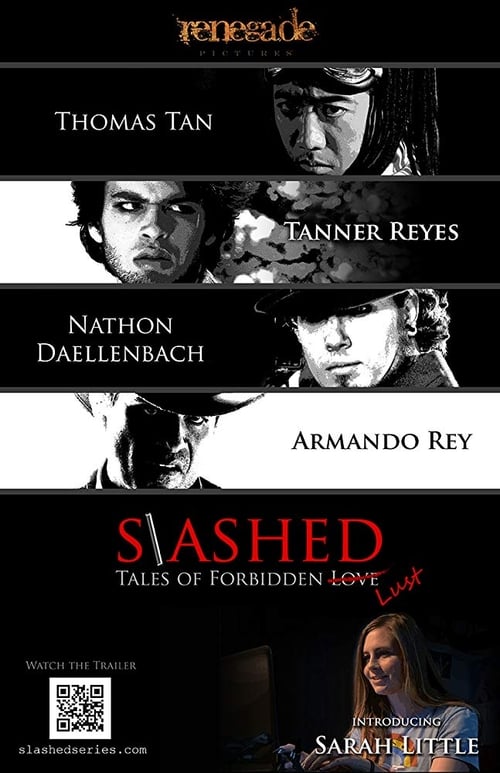 renegade
PICTURES
THOMAS TAN
TANNER REYES
NATHON
DAELLENBACH
ARMANDO REY
S\ASHED
TALES OF FORBIDDEN LOVE
Lust
WATCH THE TRAILER
slashedseries.com
INTRODUCING
SARAH LITTLE